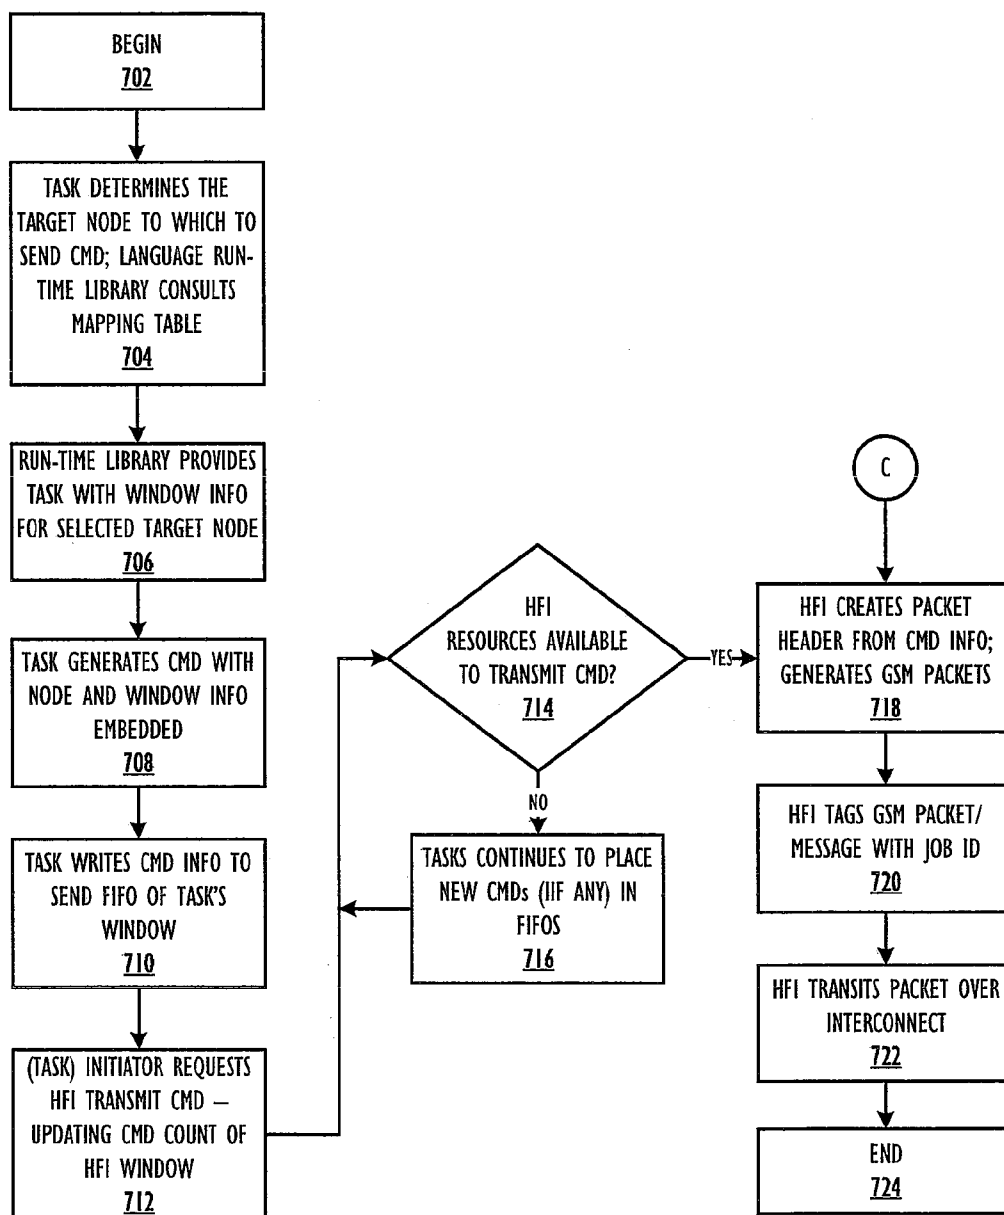 BEGIN
702
TASK DETERMINES THE
TARGET NODE TO WHICH TO
SEND CMD; LANGUAGE RUN-
TIME LIBRARY CONSULTS
MAPPING TABLE
704
RUN-TIME LIBRARY PROVIDES
TASK WITH WINDOW INFO
FOR SELECTED TARGET NODE
706
TASK GENERATES CMD WITH
NODE AND WINDOW INFO
EMBEDDED
708
TASK WRITES CMD INFO TO
SEND FIFO OF TASK'S
WINDOW
710
(TASK) INITIATOR REQUESTS
HFI TRANSMIT CMD –
UPDATING CMD COUNT OF
HFI WINDOW
712
HFI
RESOURCES AVAILABLE
TO TRANSMIT CMD?
714
YES
NO
TASKS CONTINUES TO PLACE
NEW CMDs (IIF ANY) IN
FIFOS
716
C
HFI CREATES PACKET
HEADER FROM CMD INFO;
GENERATES GSM PACKETS
718
HFI TAGS GSM PACKET/
MESSAGE WITH JOB ID
720
HFI TRANSITS PACKET OVER
INTERCONNECT
722
END
724